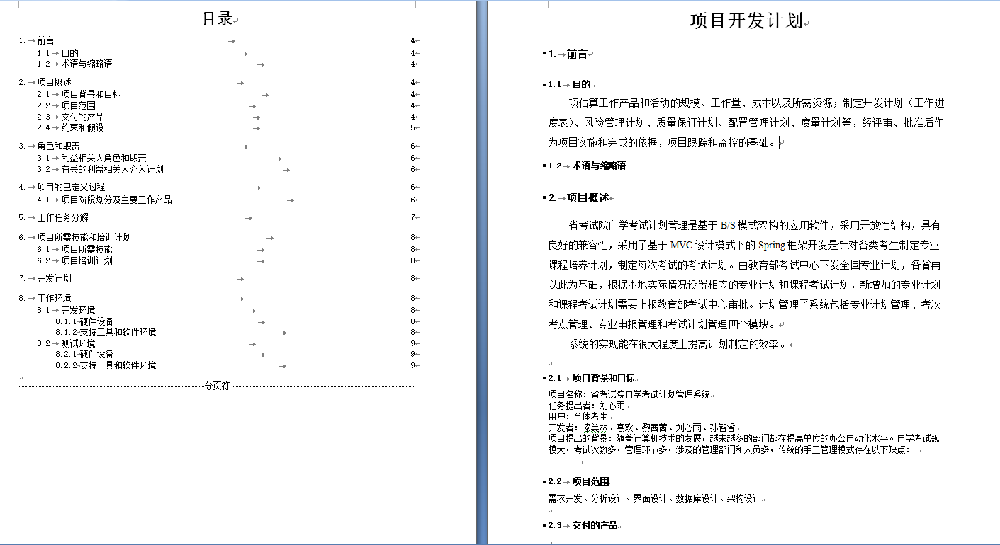 目录
1. 前言 4
1.1 目的 4
1.2 术语与缩略语 4
2. 项目概述 4
2.1 项目背景和目标 4
2.2 项目范围 4
2.3 交付的产品 4
2.4 约束和假设 5
3. 角色和职责 6
3.1 利益相关人角色和职责 6
3.2 有关的利益相关人介入计划 6
4. 项目的已定义过程 6
4.1 项目阶段划分及主要工作产品 6
5. 工作任务分解 7
6. 项目所需技能和培训计划 8
6.1 项目所需技能 8
6.2 项目培训计划 8
7. 开发计划 8
8. 工作环境 8
8.1 开发环境 8
8.1.1 硬件设备 8
8.1.2 支持工具和软件环境 8
8.2 测试环境 9
8.2.1 硬件设备 9
8.2.2 支持工具和软件环境 9
分页符
项目开发计划
1. 前言
1.1 目的
项估算工作产品和活动的规模、工作量、成本以及所需资源；制定开发计划（工作进
度表）、风险管理计划、质量保证计划、配置管理计划、度量计划等，经评审、批准后作
为项目实施和完成的依据，项目跟踪和监控的基础。
1.2 术语与缩略语
2. 项目概述
省考试院自学考试计划管理是基于 B/S 模式架构的应用软件，采用开放性结构，具有
良好的兼容性，采用了基于 MVC 设计模式下的 Spring 框架开发是针对各类考生制定专业
课程培养计划，制定每次考试的考试计划。由教育部考试中心下发全国专业计划，各省再
以此为基础，根据本地实际情况设置相应的专业计划和课程考试计划，新增加的专业计划
和课程考试计划需要上报教育部考试中心审批。计划管理子系统包括专业计划管理、考次
考点管理、专业申报管理和考试计划管理四个模块。
系统的实现能在很大程度上提高计划制定的效率。
2.1 项目背景和目标
项目名称：省考试院自学考试计划管理系统
任务提出者：刘心雨
用户：全体考生
开发者：漆美林、高欢、黎茜茜、刘心雨、孙智睿
项目提出的背景：随着计算机技术的发展，越来越多的部门都在提高单位的办公自动化水平。自学考试规
模大，考试次数多，管理环节多，涉及的管理部门和人员多，传统的手工管理模式存在以下缺点：
2.2 项目范围
需求开发、分析设计、界面设计、数据库设计、架构设计
2.3 交付的产品